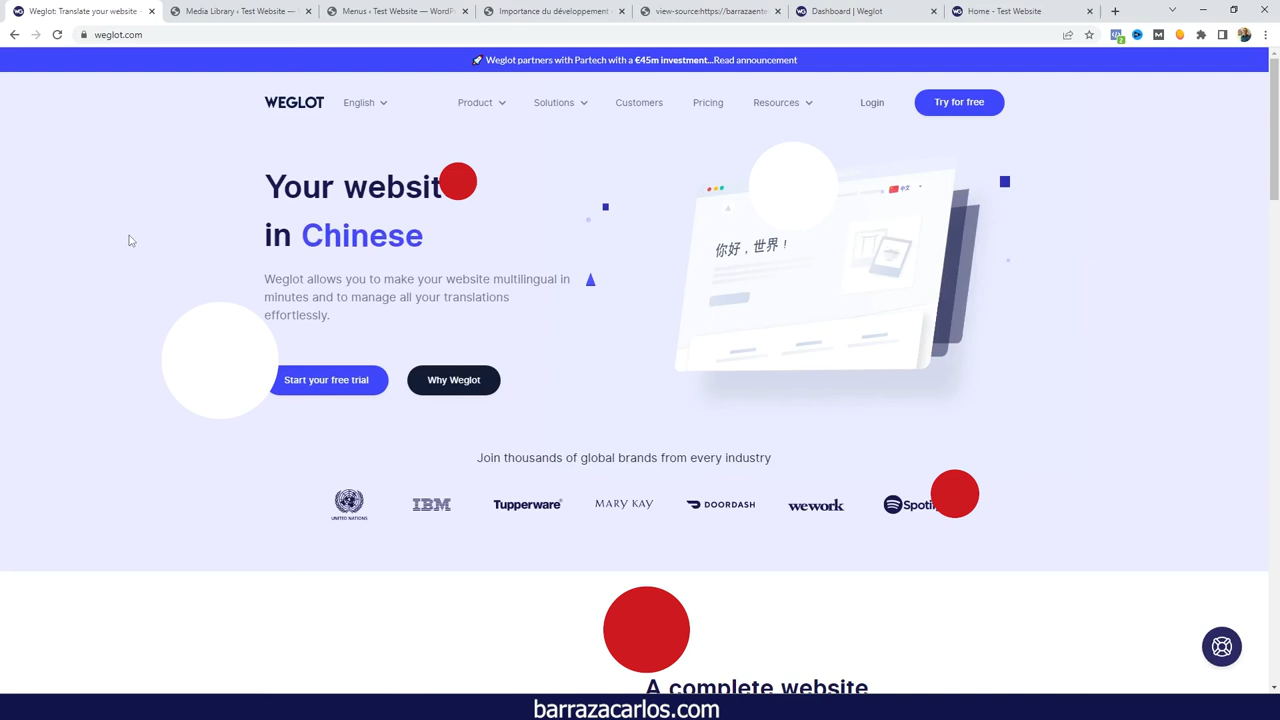 Weglot: Translate your website -
Media Library ‹ Test Website —
Menus ‹ Test Website — WordP
Importance du développement
view-source:https://barrazaent
Dashboard | Weglot
Home - Test Website
weglot.com
Weglot partners with Partech with a €45m investment...Read announcement
WEGLOT
English
Product
Solutions
Customers
Pricing
Resources
Login
Try for free
Your websit
in Chinese
中文
你好，世界！
Weglot allows you to make your website multilingual in
minutes and to manage all your translations
effortlessly.
Start your free trial
Why Weglot
Join thousands of global brands from every industry
UNITED NATIONS
IBM
Tupperware®
MARY KAY
DOORDASH
wework
Spotif
A complete website
barrazacarlos.com